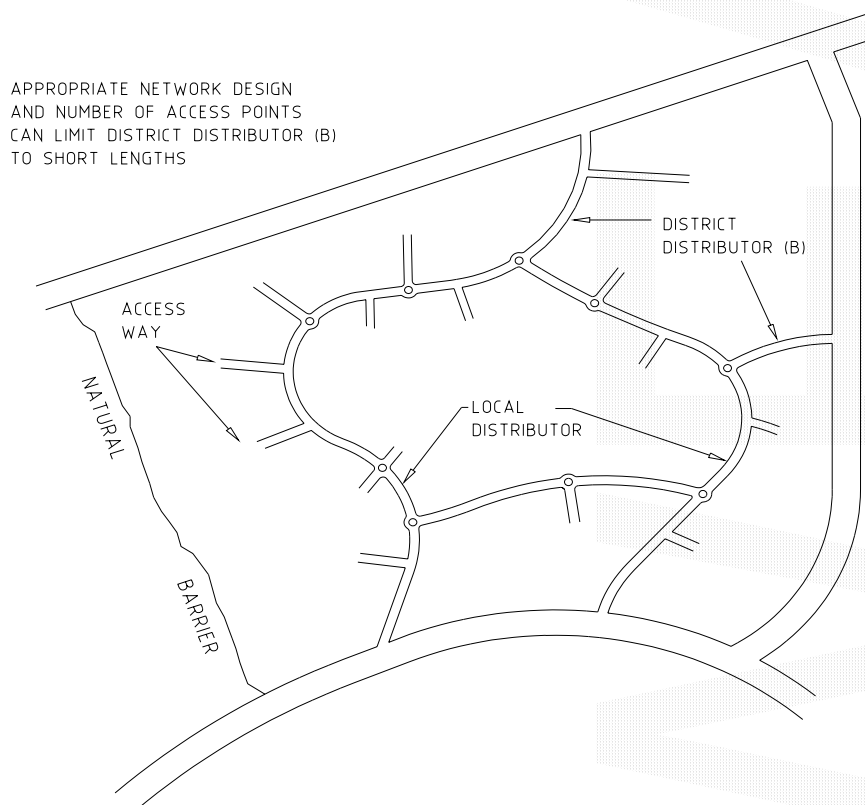 APPROPRIATE NETWORK DESIGN
AND NUMBER OF ACCESS POINTS
CAN LIMIT DISTRICT DISTRIBUTOR (B)
TO SHORT LENGTHS
DISTRICT
DISTRIBUTOR (B)
ACCESS
WAY
NATURAL
LOCAL
DISTRIBUTOR
BARRIER